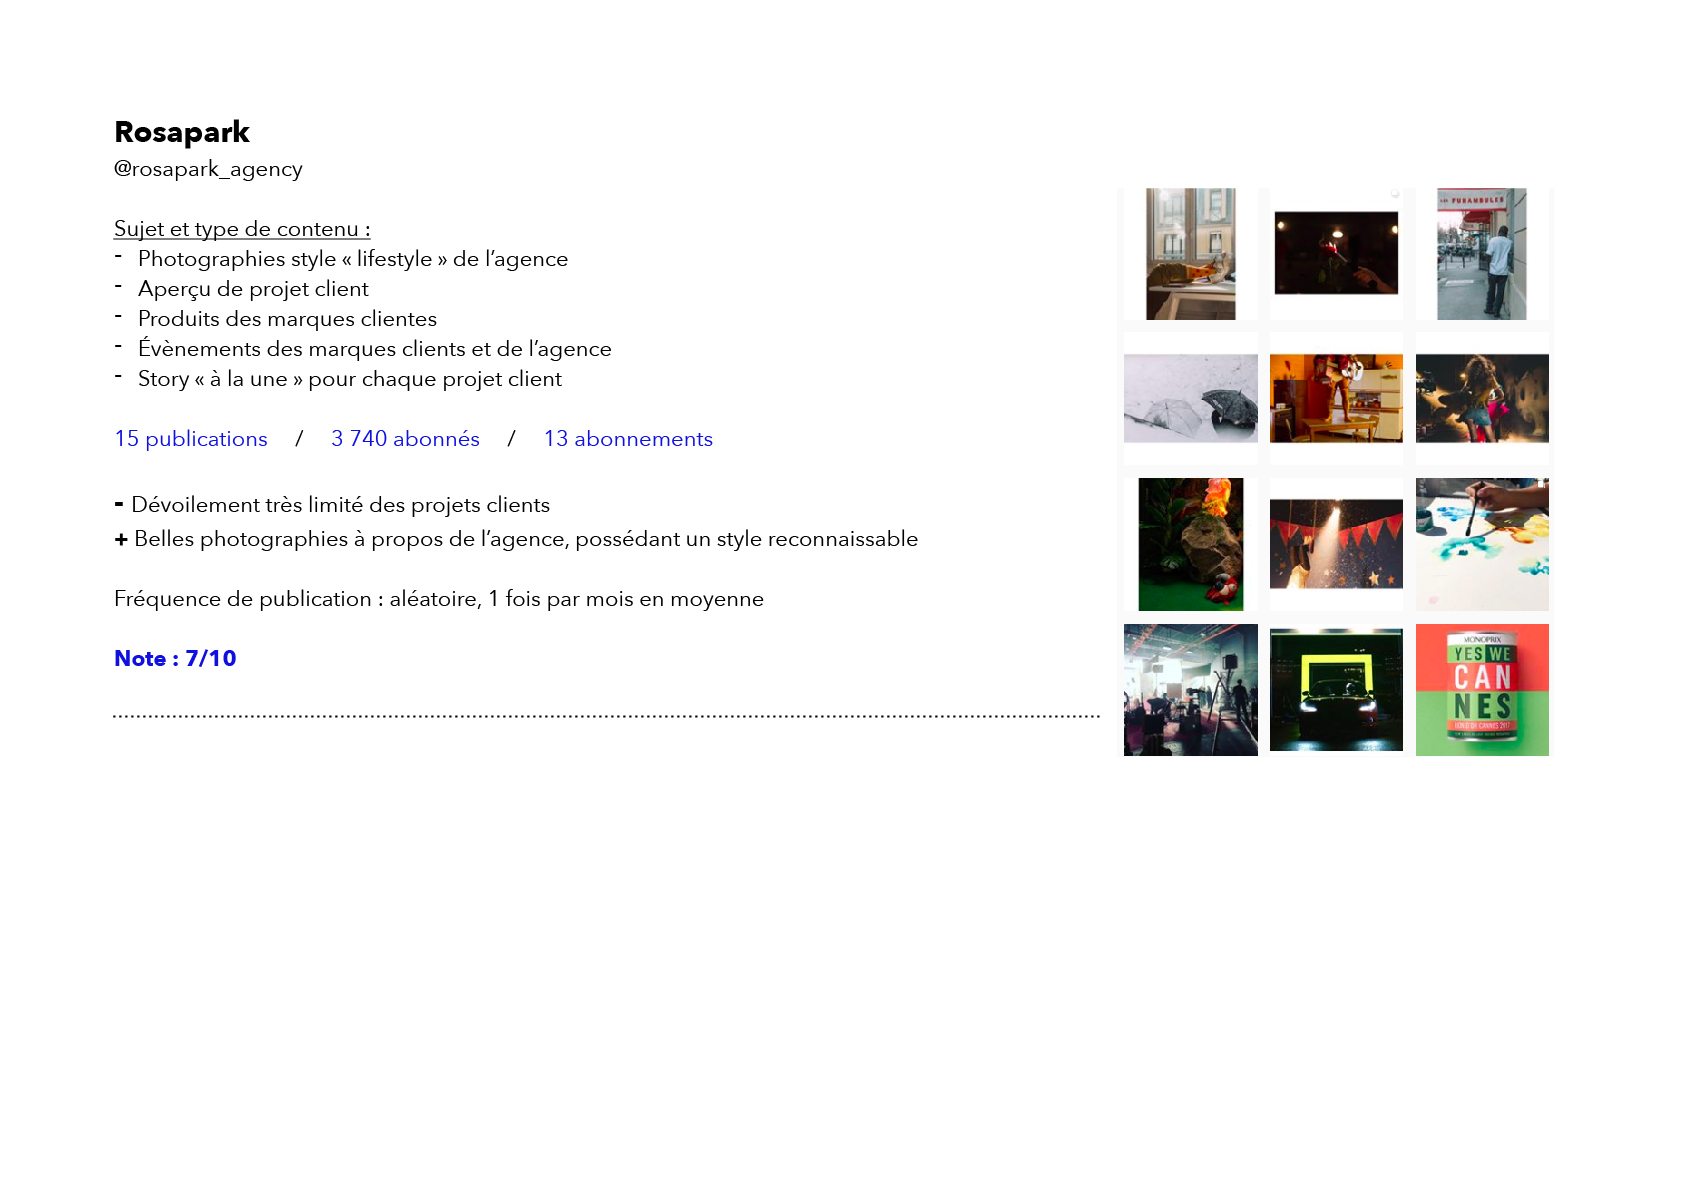 Rosapark
@rosapark_agency
Sujet et type de contenu :
- Photographies style « lifestyle » de l’agence
- Aperçu de projet client
- Produits des marques clientes
- Évènements des marques clients et de l’agence
- Story « à la une » pour chaque projet client
15 publications / 3 740 abonnés / 13 abonnements
- Dévoilement très limité des projets clients
+ Belles photographies à propos de l’agence, possédant un style reconnaissable
Fréquence de publication : aléatoire, 1 fois par mois en moyenne
Note : 7/10
FUNAMBULES
MONOPRIX
YES WE
CAN
NES